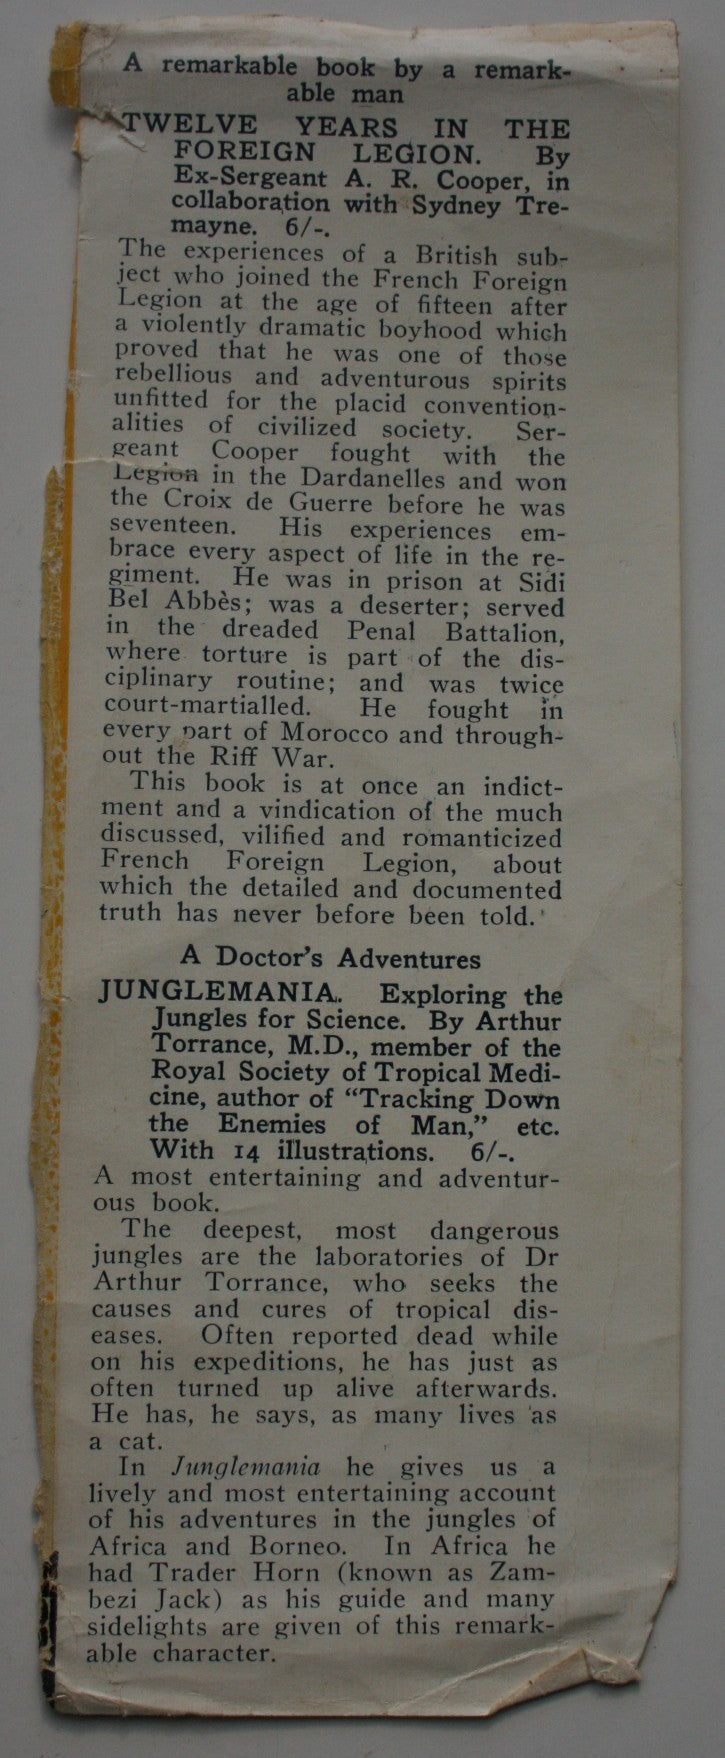 A remarkable book by a remark-
able man
TWELVE YEARS IN THE
FOREIGN LEGION. By
Ex-Sergeant A. R. Cooper, in
collaboration with Sydney Tre-
mayne. 6/-.
The experiences of a British sub-
ject who joined the French Foreign
Legion at the age of fifteen after
a violently dramatic boyhood which
proved that he was one of those
rebellious and adventurous spirits
unfitted for the placid convention-
alities of civilized society. Ser-
geant Cooper fought with the
Legion in the Dardanelles and won
the Croix de Guerre before he was
seventeen. His experiences em-
brace every aspect of life in the re-
giment. He was in prison at Sidi
Bel Abbès; was a deserter; served
in the dreaded Penal Battalion,
where torture is part of the dis-
ciplinary routine; and was twice
court-martialled. He fought in
every part of Morocco and through-
out the Riff War.
This book is at once an indict-
ment and a vindication of the much
discussed, vilified and romanticized
French Foreign Legion, about
which the detailed and documented
truth has never before been told.
A Doctor's Adventures
JUNGLEMANIA. Exploring the
Jungles for Science. By Arthur
Torrance, M.D., member of the
Royal Society of Tropical Medi-
cine, author of "Tracking Down
the Enemies of Man," etc.
With 14 illustrations. 6/-.
A most entertaining and adventur-
ous book.
The deepest, most dangerous
jungles are the laboratories of Dr
Arthur Torrance, who seeks the
causes and cures of tropical dis-
eases. Often reported dead while
on his expeditions, he has just as
often turned up alive afterwards.
He has, he says, as many lives as
a cat.
In Junglemania he gives us a
lively and most entertaining account
of his adventures in the jungles of
Africa and Borneo. In Africa he
had Trader Horn (known as Zam-
bezi Jack) as his guide and many
sidelights are given of this remark-
able character.